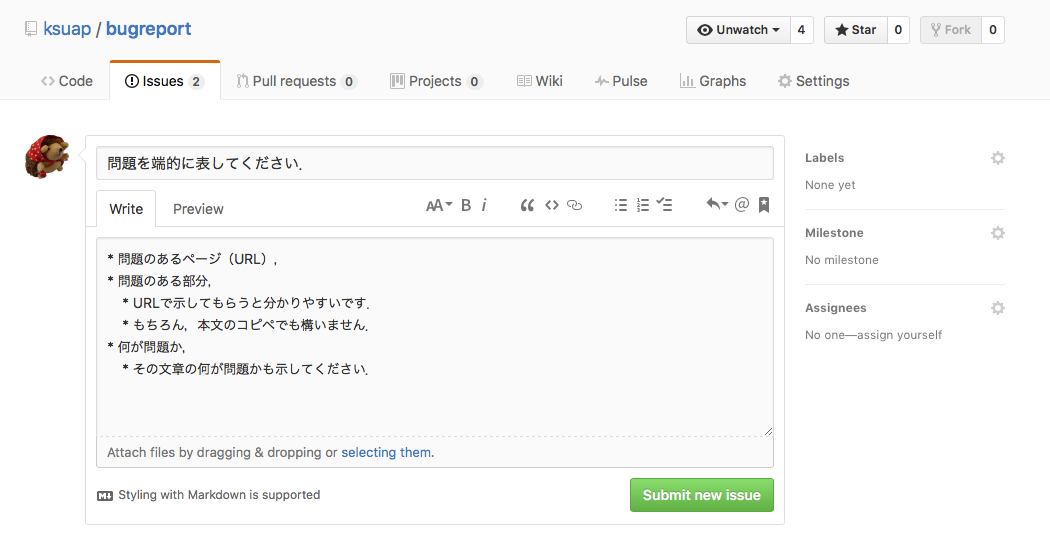 ksuap / bugreport
Unwatch 4 Star 0 Fork 0
Code Issues 2 Pull requests 0 Projects 0 Wiki Pulse Graphs Settings
問題を端的に表してください.
Write Preview AA B i @
* 問題のあるページ（URL）,
* 問題のある部分,
* URLで示してもらうと分かりやすいです.
* もちろん，本文のコピペでも構いません.
* 何が問題か,
* その文章の何が問題かも示してください.
Attach files by dragging & dropping or selecting them.
Styling with Markdown is supported
Submit new issue
Labels
None yet
Milestone
No milestone
Assignees
No one—assign yourself